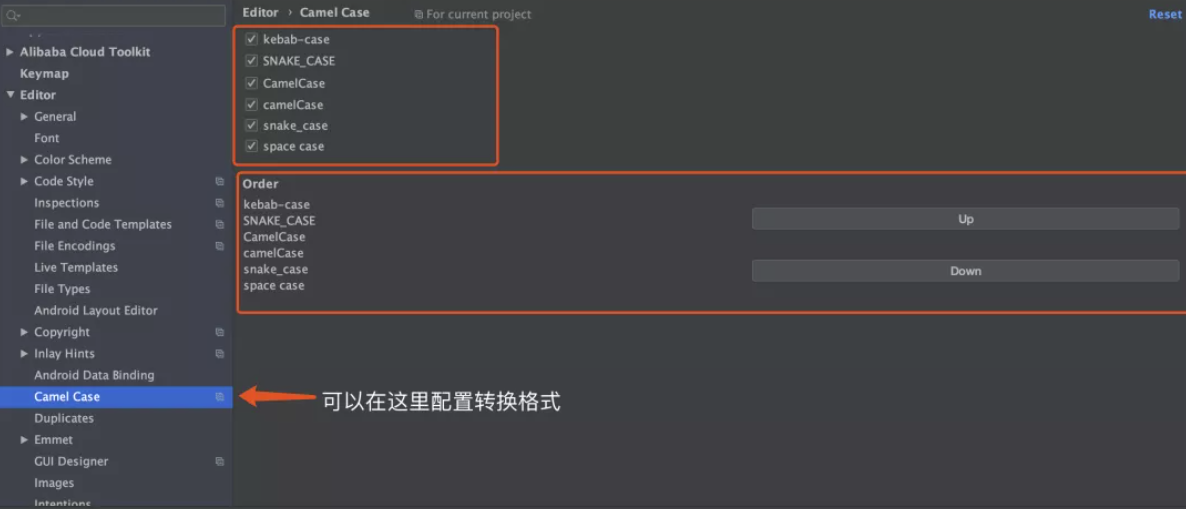 Editor › Camel Case For current project Reset
Alibaba Cloud Toolkit
Keymap
Editor
General
Font
Color Scheme
Code Style
Inspections
File and Code Templates
File Encodings
Live Templates
File Types
Android Layout Editor
Copyright
Inlay Hints
Android Data Binding
Camel Case
Duplicates
Emmet
GUI Designer
Images
Intentions
kebab-case
SNAKE_CASE
CamelCase
camelCase
snake_case
space case
Order
kebab-case
SNAKE_CASE
CamelCase
camelCase
snake_case
space case
Up
Down
可以在这里配置转换格式